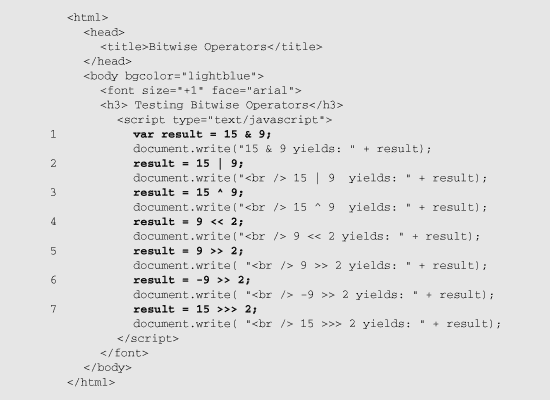 <html>
<head>
<title>Bitwise Operators</title>
</head>
<body bgcolor="lightblue">
<font size="+1" face="arial">
<h3> Testing Bitwise Operators</h3>
<script type="text/javascript">
1 var result = 15 & 9;
document.write("15 & 9 yields: " + result);
2 result = 15 | 9;
document.write("<br /> 15 | 9  yields: " + result);
3 result = 15 ^ 9;
document.write("<br /> 15 ^ 9  yields: " + result);
4 result = 9 << 2;
document.write("<br /> 9 << 2 yields: " + result);
5 result = 9 >> 2;
document.write( "<br /> 9 >> 2 yields: " + result);
6 result = -9 >> 2;
document.write( "<br /> -9 >> 2 yields: " + result);
7 result = 15 >>> 2;
document.write( "<br /> 15 >>> 2 yields: " + result);
</script>
</font>
</body>
</html>